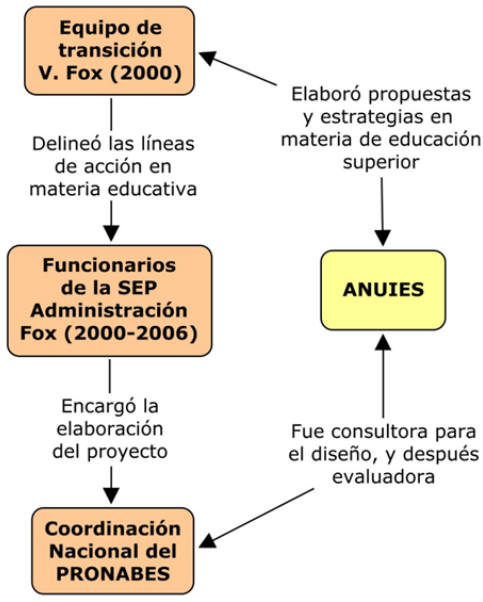 Equipo de
transición
V. Fox (2000)
Elaboró propuestas
y estrategias en
materia de educación
superior
Delineó las líneas
de acción en
materia educativa
Funcionarios
de la SEP
Administración
Fox (2000-2006)
ANUIES
Encargó la
elaboración
del proyecto
Fue consultora para
el diseño, y después
evaluadora
Coordinación
Nacional del
PRONABES